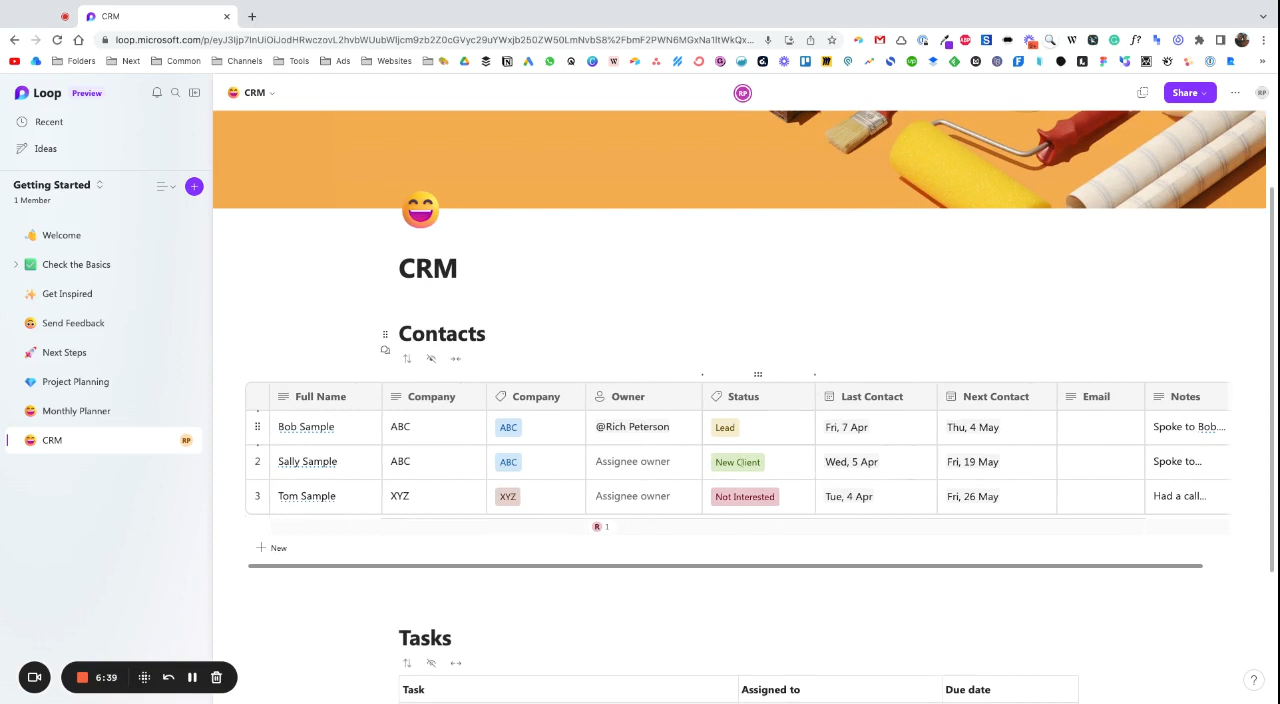 CRM
loop.microsoft.com/p/eyJ3Ijp7InUiOiJodHRwczovL2hvbWUubWljcm9zb2Z0cGVyc29uYWxjb250ZW50LmNvbS8%2FbmF2PWN6MGxNa1ltWkQx...
Folders Next Common Channels Tools Ads Websites
Loop Preview
CRM
RP
Share
RP
Recent
Ideas
Getting Started
1 Member
Welcome
Check the Basics
Get Inspired
Send Feedback
Next Steps
Project Planning
Monthly Planner
CRM RP
CRM
Contacts
Full Name Company Company Owner Status Last Contact Next Contact Email Notes
Bob Sample ABC ABC @Rich Peterson Lead Fri, 7 Apr Thu, 4 May Spoke to Bob....
2 Sally Sample ABC ABC Assignee owner New Client Wed, 5 Apr Fri, 19 May Spoke to...
3 Tom Sample XYZ XYZ Assignee owner Not Interested Tue, 4 Apr Fri, 26 May Had a call...
R 1
New
Tasks
Task Assigned to Due date
6:39
?